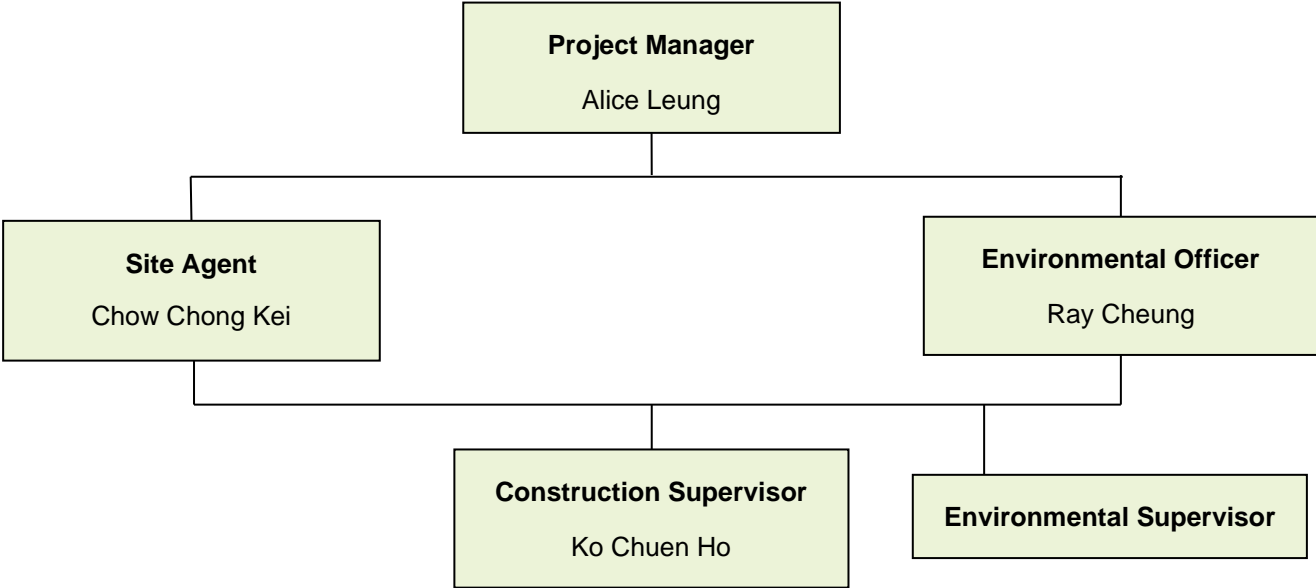 Project Manager
Alice Leung
Site Agent
Chow Chong Kei
Environmental Officer
Ray Cheung
Construction Supervisor
Ko Chuen Ho
Environmental Supervisor